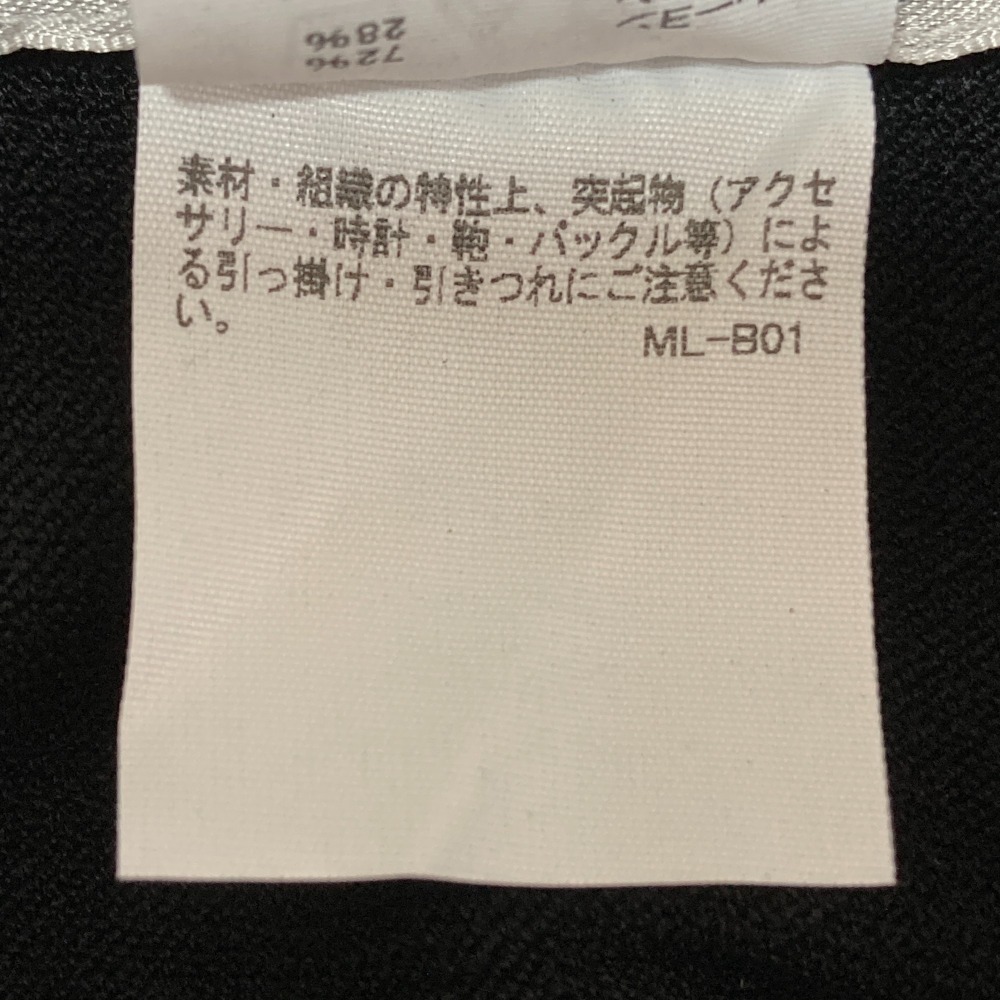 7296
2896
素材・組織の特性上、突起物（アクセ
サリー・時計・鞄・バックル等）によ
る引っ掛け・引きつれにご注意くださ
い。
ML-B01